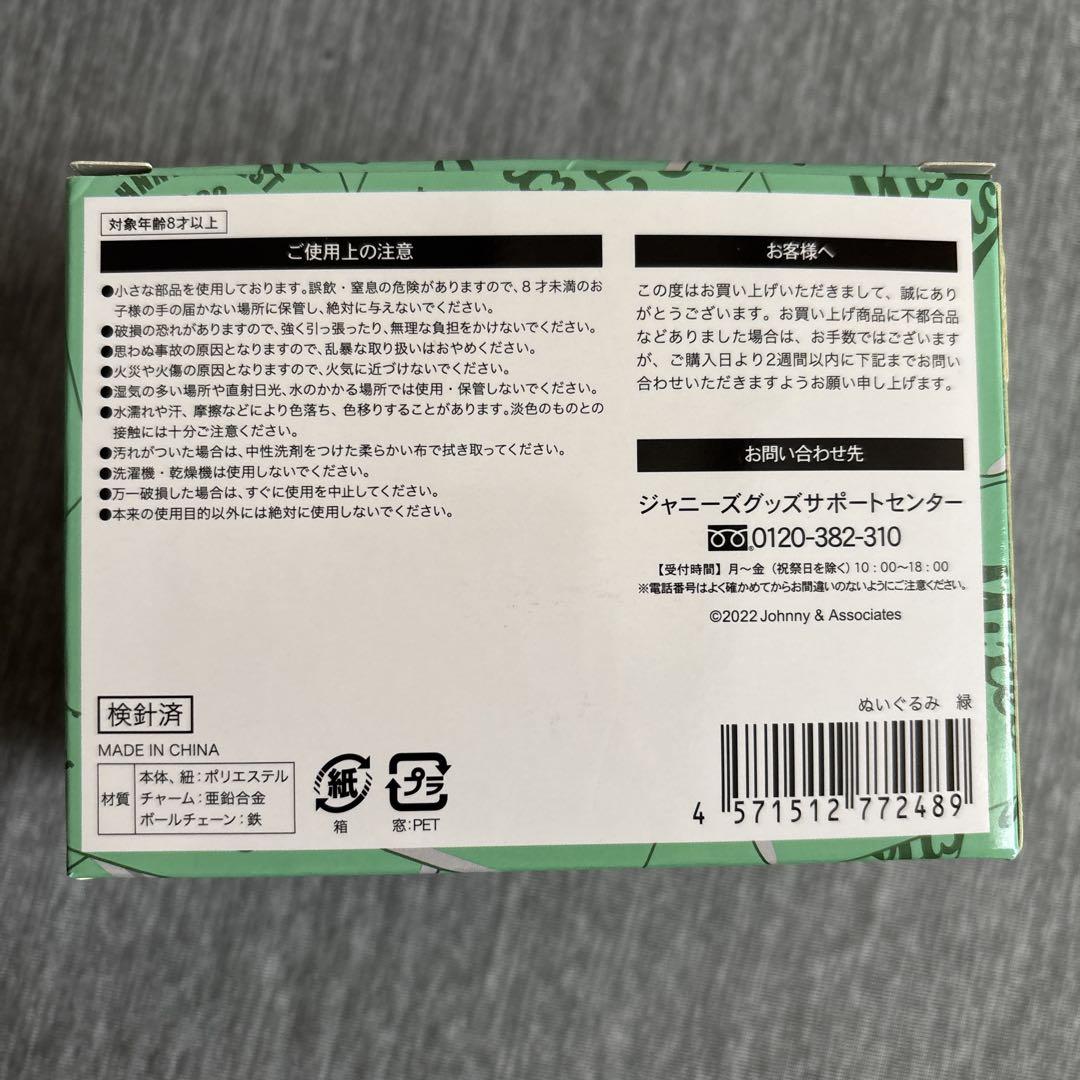 対象年齢8才以上
ご使用上の注意
●小さな部品を使用しております。誤飲・窒息の危険がありますので、8才未満のお
子様の手の届かない場所に保管し、絶対に与えないでください。
●破損の恐れがありますので、強く引っ張ったり、無理な負担をかけないでください。
●思わぬ事故の原因となりますので、乱暴な取り扱いはおやめください。
●火災や火傷の原因となりますので、火気に近づけないでください。
●湿気の多い場所や直射日光、水のかかる場所では使用・保管しないでください。
●水濡れや汗、摩擦などにより色落ち、色移りすることがあります。淡色のものとの
接触には十分ご注意ください。
●汚れがついた場合は、中性洗剤をつけた柔らかい布で拭き取ってください。
●洗濯機・乾燥機は使用しないでください。
●万一破損した場合は、すぐに使用を中止してください。
●本来の使用目的以外には絶対に使用しないでください。
お客様へ
この度はお買い上げいただきまして、誠にあり
がとうございます。お買い上げ商品に不都合品
などありました場合は、お手数ではございます
が、ご購入日より2週間以内に下記までお問い
合わせいただきますようお願い申し上げます。
お問い合わせ先
ジャニーズグッズサポートセンター
0120-382-310
【受付時間】月〜金（祝祭日を除く）10：00〜18：00
※電話番号はよく確かめてからお間違いのないようにご注意ください。
©2022 Johnny & Associates
検針済
MADE IN CHINA
材質
本体、紐：ポリエステル
チャーム：亜鉛合金
ボールチェーン：鉄
紙
箱
プラ
窓：PET
ぬいぐるみ 緑
4 571512 772489